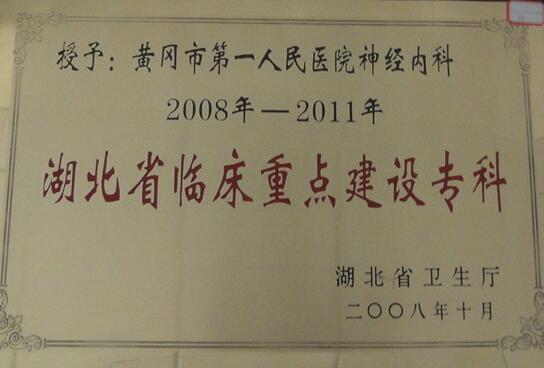 授予：黄冈市第一人民医院神经内科
2008年—2011年
湖北省临床重点建设专科
湖北省卫生厅
二〇〇八年十月